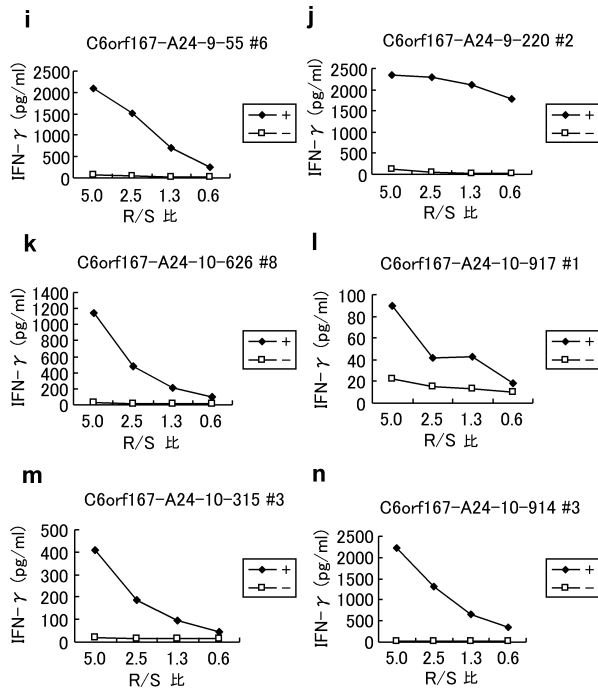 i
C6orf167-A24-9-55 #6
IFN-γ (pg/ml)
2500
2000
1500
1000
500
0
5.0 2.5 1.3 0.6
R/S 比
+
−
j
C6orf167-A24-9-220 #2
IFN-γ (pg/ml)
2500
2000
1500
1000
500
0
5.0 2.5 1.3 0.6
R/S 比
+
−
k
C6orf167-A24-10-626 #8
IFN-γ (pg/ml)
1400
1200
1000
800
600
400
200
0
5.0 2.5 1.3 0.6
R/S 比
+
−
l
C6orf167-A24-10-917 #1
IFN-γ (pg/ml)
100
80
60
40
20
0
5.0 2.5 1.3 0.6
R/S 比
+
−
m
C6orf167-A24-10-315 #3
IFN-γ (pg/ml)
500
400
300
200
100
0
5.0 2.5 1.3 0.6
R/S 比
+
−
n
C6orf167-A24-10-914 #3
IFN-γ (pg/ml)
2500
2000
1500
1000
500
0
5.0 2.5 1.3 0.6
R/S 比
+
−